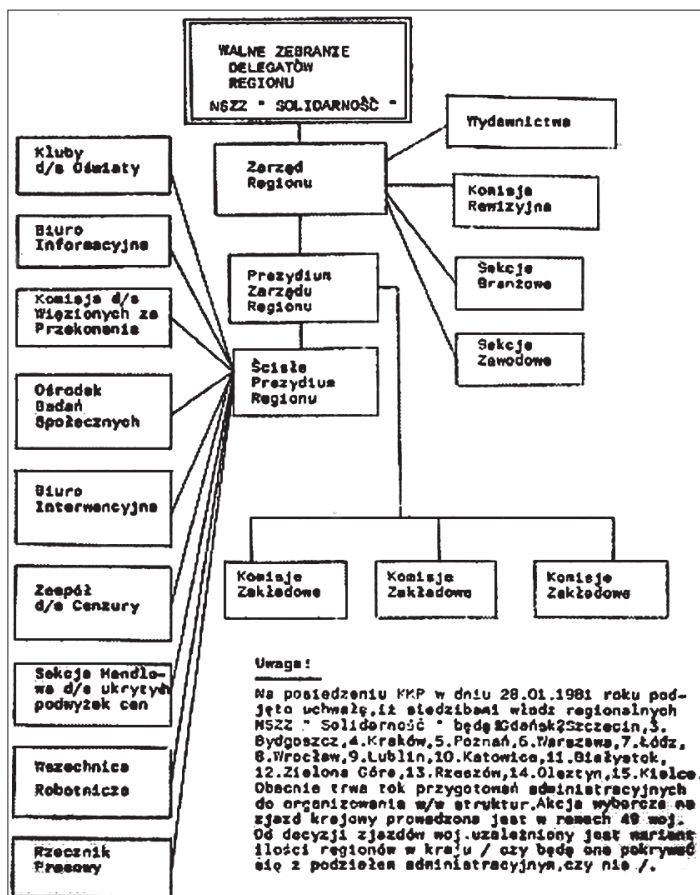 WALNE ZEBRANIE
DELEGATÓW
REGIONU
NSZZ " SOLIDARNOŚĆ "
Zarząd
Regionu
Wydawnictwa
Komisja
Rewizyjna
Sekcje
Branżowe
Sekcje
Zawodowe
Prezydium
Zarządu
Regionu
Ścisłe
Prezydium
Regionu
Kluby
d/s Oświaty
Biuro
Informacyjne
Komisja d/s
Więzionych za
Przekonania
Ośrodek
Badań
Społecznych
Biuro
Interwencyjne
Zespół
d/s Cenzury
Sekcja Handlo-
wa d/s ukrytych
podwyżek cen
Wszechnica
Robotnicza
Rzecznik
Prasowy
Komisje
Zakładowe
Komisje
Zakładowe
Komisje
Zakładowe
Uwaga!
Na posiedzeniu KKP w dniu 28.01.1981 roku pod-
jęto uchwałę,iż siedzibami władz regionalnych
NSZZ " Solidarność " będą 1Gdańsk2Szczecin,3.
Bydgoszcz,4.Kraków,5.Poznań,6.Warszawa,7.Łódź,
8.Wrocław,9.Lublin,10.Katowice,11.Białystok,
12.Zielona Góra,13.Rzeszów,14.Olsztyn,15.Kielce.
Obecnie trwa tok przygotowań administracyjnych
do organizowania w/w struktur.Akcja wyborcza na
zjazd krajowy prowadzona jest w ramach 49 woj.
Od decyzji zjazdów woj.uzależniony jest wariant
ilości regionów w kraju / czy będą one pokrywać
się z podziałem administracyjnym,czy nie /.